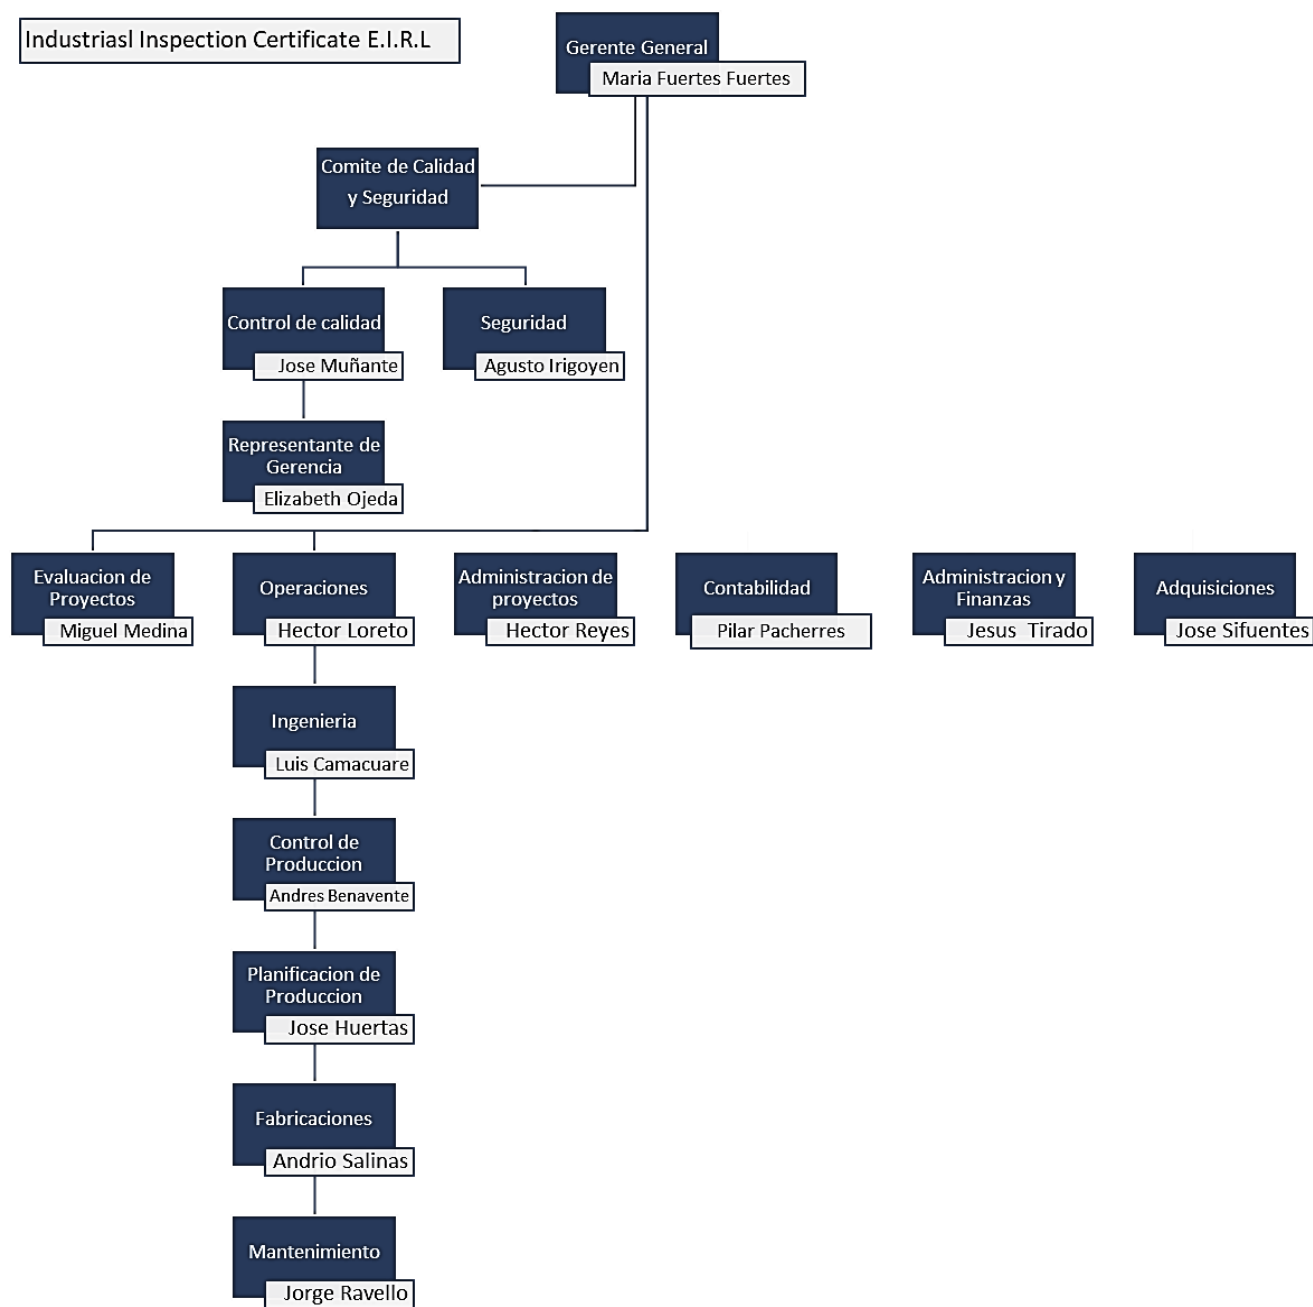 Industriasl Inspection Certificate E.I.R.L
Gerente General
Maria Fuertes Fuertes
Comite de Calidad
y Seguridad
Control de calidad
Jose Muñante
Seguridad
Agusto Irigoyen
Representante de
Gerencia
Elizabeth Ojeda
Evaluacion de
Proyectos
Miguel Medina
Operaciones
Hector Loreto
Administracion de
proyectos
Hector Reyes
Contabilidad
Pilar Pacherres
Administracion y
Finanzas
Jesus Tirado
Adquisiciones
Jose Sifuentes
Ingenieria
Luis Camacuare
Control de
Produccion
Andres Benavente
Planificacion de
Produccion
Jose Huertas
Fabricaciones
Andrio Salinas
Mantenimiento
Jorge Ravello